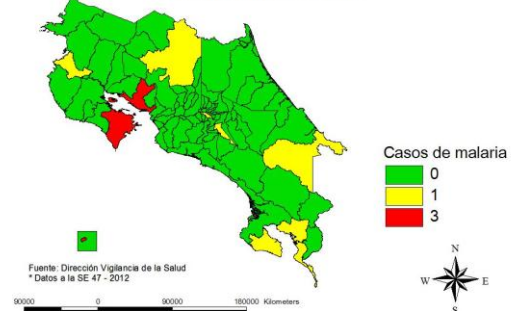 Casos de malaria
0
1
3
Fuente: Dirección Vigilancia de la Salud
* Datos a la SE 47 - 2012
90000 0 90000 180000 Kilometers
N
W E
S